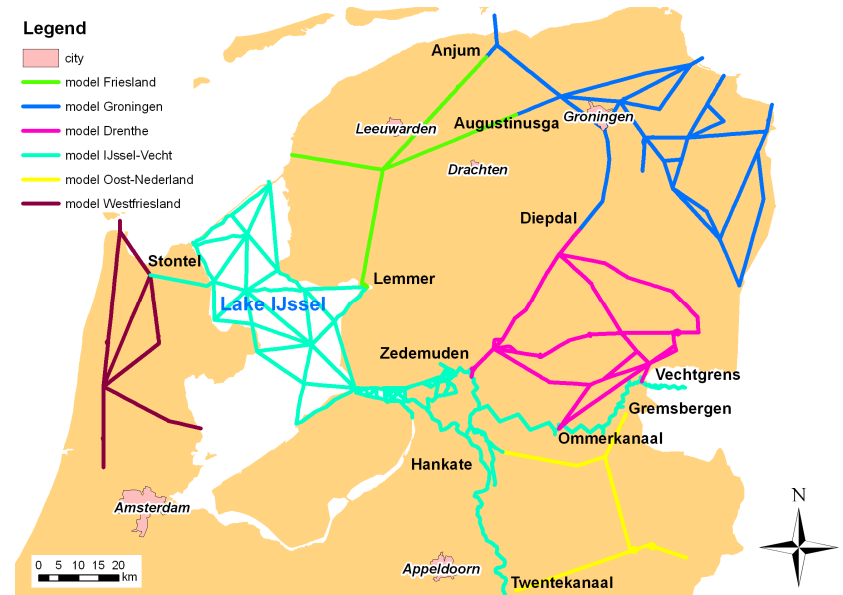 Legend
city
model Friesland
model Groningen
model Drenthe
model IJssel-Vecht
model Oost-Nederland
model Westfriesland
Anjum
Leeuwarden
Augustinusga
Groningen
Drachten
Diepdal
Stontel
Lemmer
Lake IJssel
Zedemuden
Vechtgrens
Gremsbergen
Ommerkanaal
Hankate
Amsterdam
N
Appeldoorn
Twentekanaal
0 5 10 15 20
km